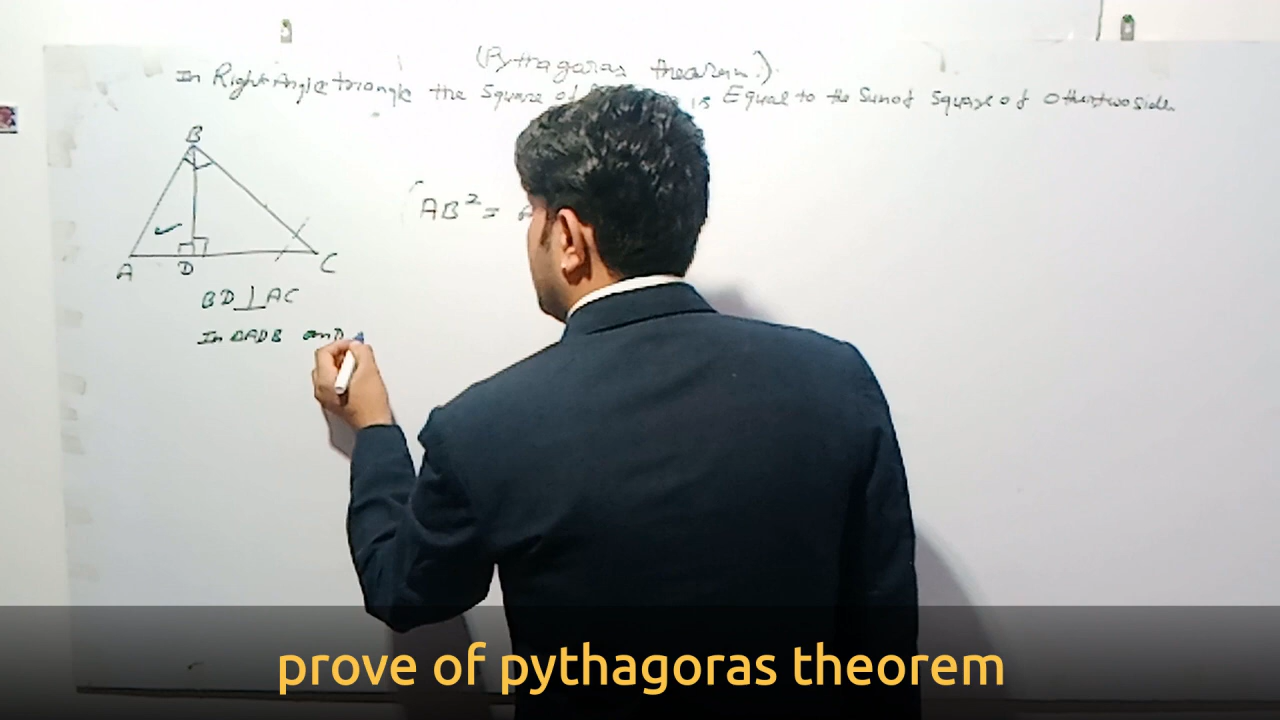 (Pythagoras theorem.)
In Right Angle triangle the Square of is Equal to the Sum of Square of Other two side.
B
A D C
AB² =
BD ⊥ AC
In ΔADB and
prove of pythagoras theorem